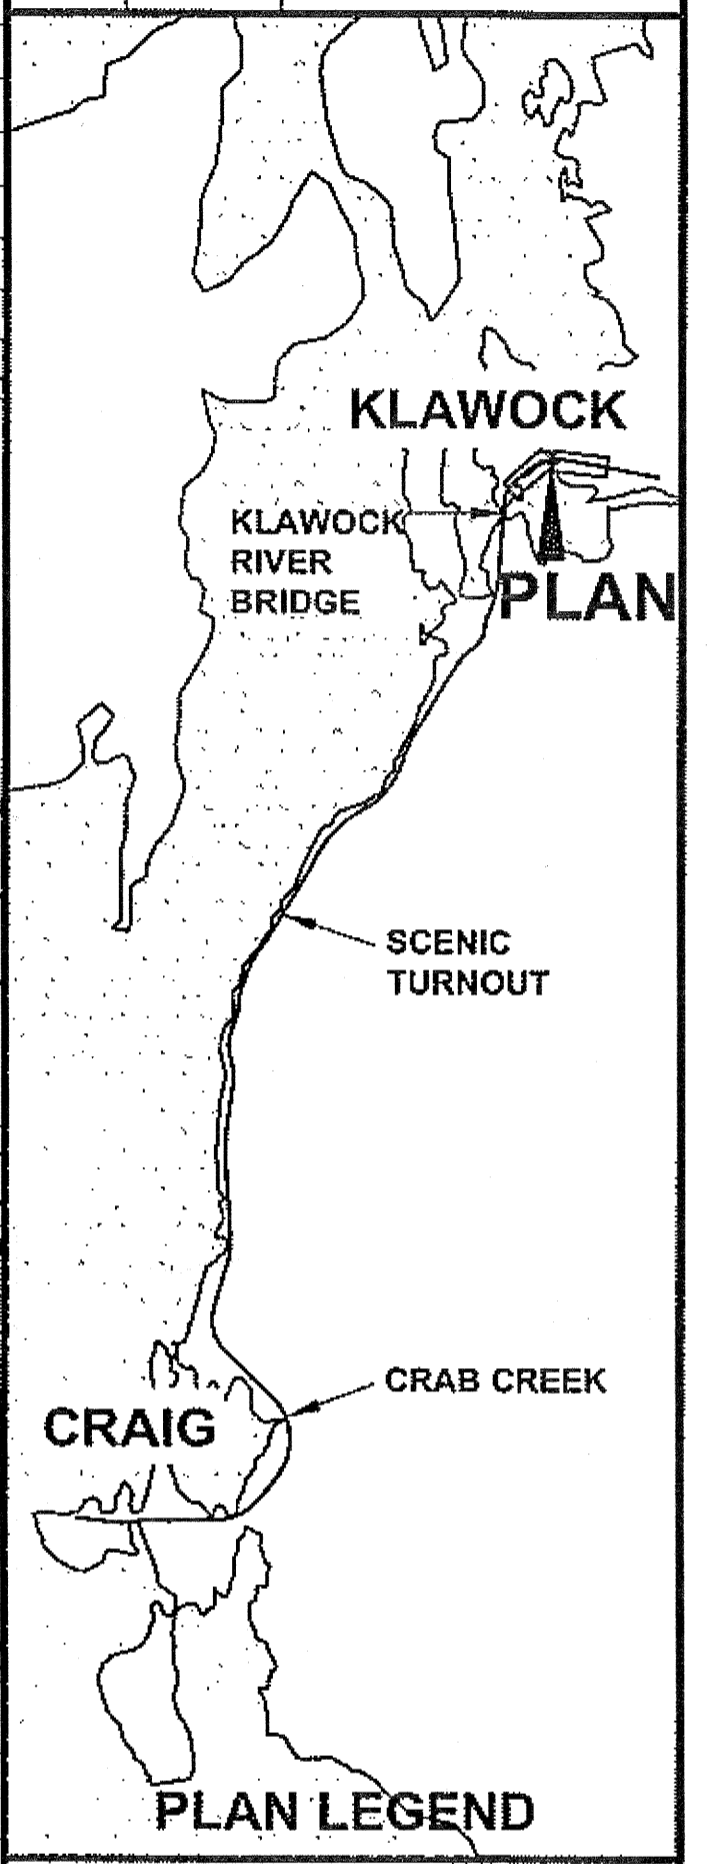 KLAWOCK
KLAWOCK
RIVER
BRIDGE
PLAN
SCENIC
TURNOUT
CRAB CREEK
CRAIG
PLAN LEGEND